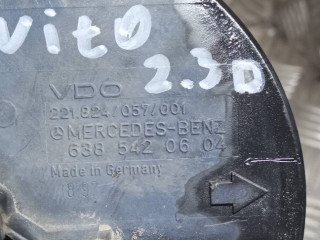 Vito
2.3D
VDO
221.824/057/001
MERCEDES-BENZ
638 542 06 04
Made in Germany